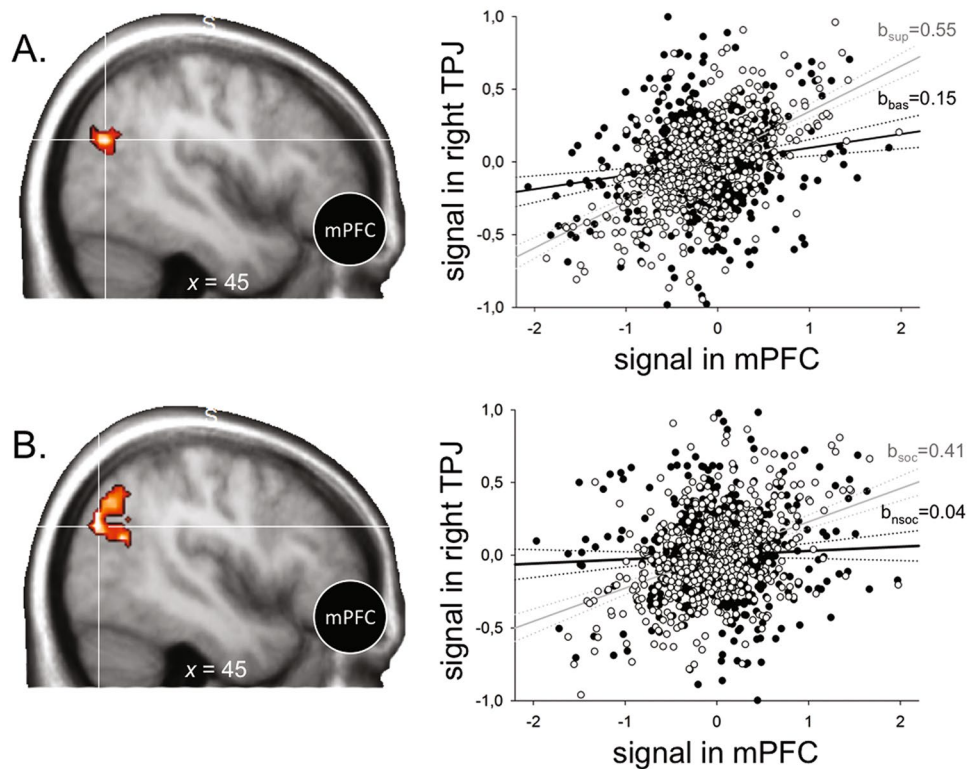 A.
S
mPFC
x = 45
signal in right TPJ
1,0
0,5
0,0
-0,5
-1,0
b_sup=0.55
b_bas=0.15
-2 -1 0 1 2
signal in mPFC
B.
S
mPFC
x = 45
signal in right TPJ
1,0
0,5
0,0
-0,5
-1,0
b_soc=0.41
b_nsoc=0.04
-2 -1 0 1 2
signal in mPFC